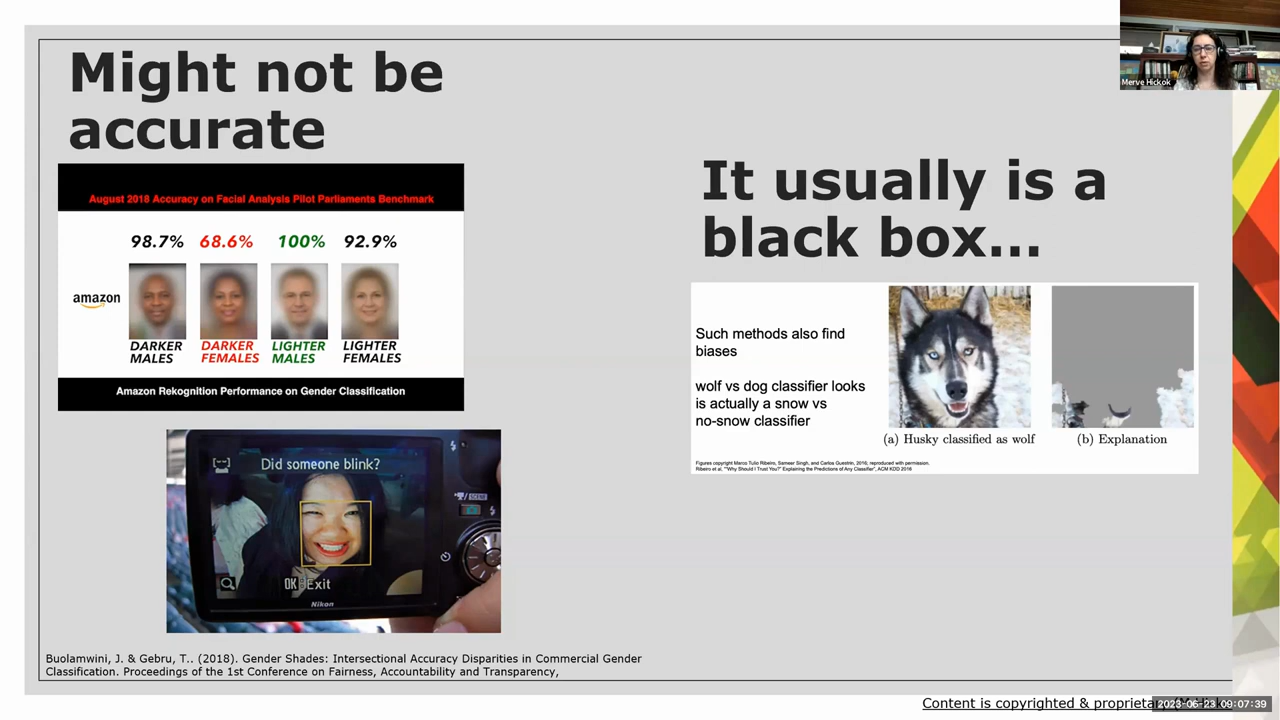 Might not be
accurate
August 2018 Accuracy on Facial Analysis Pilot Parliaments Benchmark
98.7% 68.6% 100% 92.9%
amazon
DARKER MALES
DARKER FEMALES
LIGHTER MALES
LIGHTER FEMALES
Amazon Rekognition Performance on Gender Classification
Did someone blink?
OK Exit
Nikon
Buolamwini, J. & Gebru, T.. (2018). Gender Shades: Intersectional Accuracy Disparities in Commercial Gender
Classification. Proceedings of the 1st Conference on Fairness, Accountability and Transparency,
Merve Hickok
It usually is a
black box...
Such methods also find
biases
wolf vs dog classifier looks
is actually a snow vs
no-snow classifier
(a) Husky classified as wolf
(b) Explanation
Figures copyright Marco Tulio Ribeiro, Sameer Singh, and Carlos Guestrin, 2016; reproduced with permission.
Ribeiro et al, "“Why Should I Trust You?” Explaining the Predictions of Any Classifier", ACM KDD 2016
Content is copyrighted & proprieta
2023-06-23 09:07:39